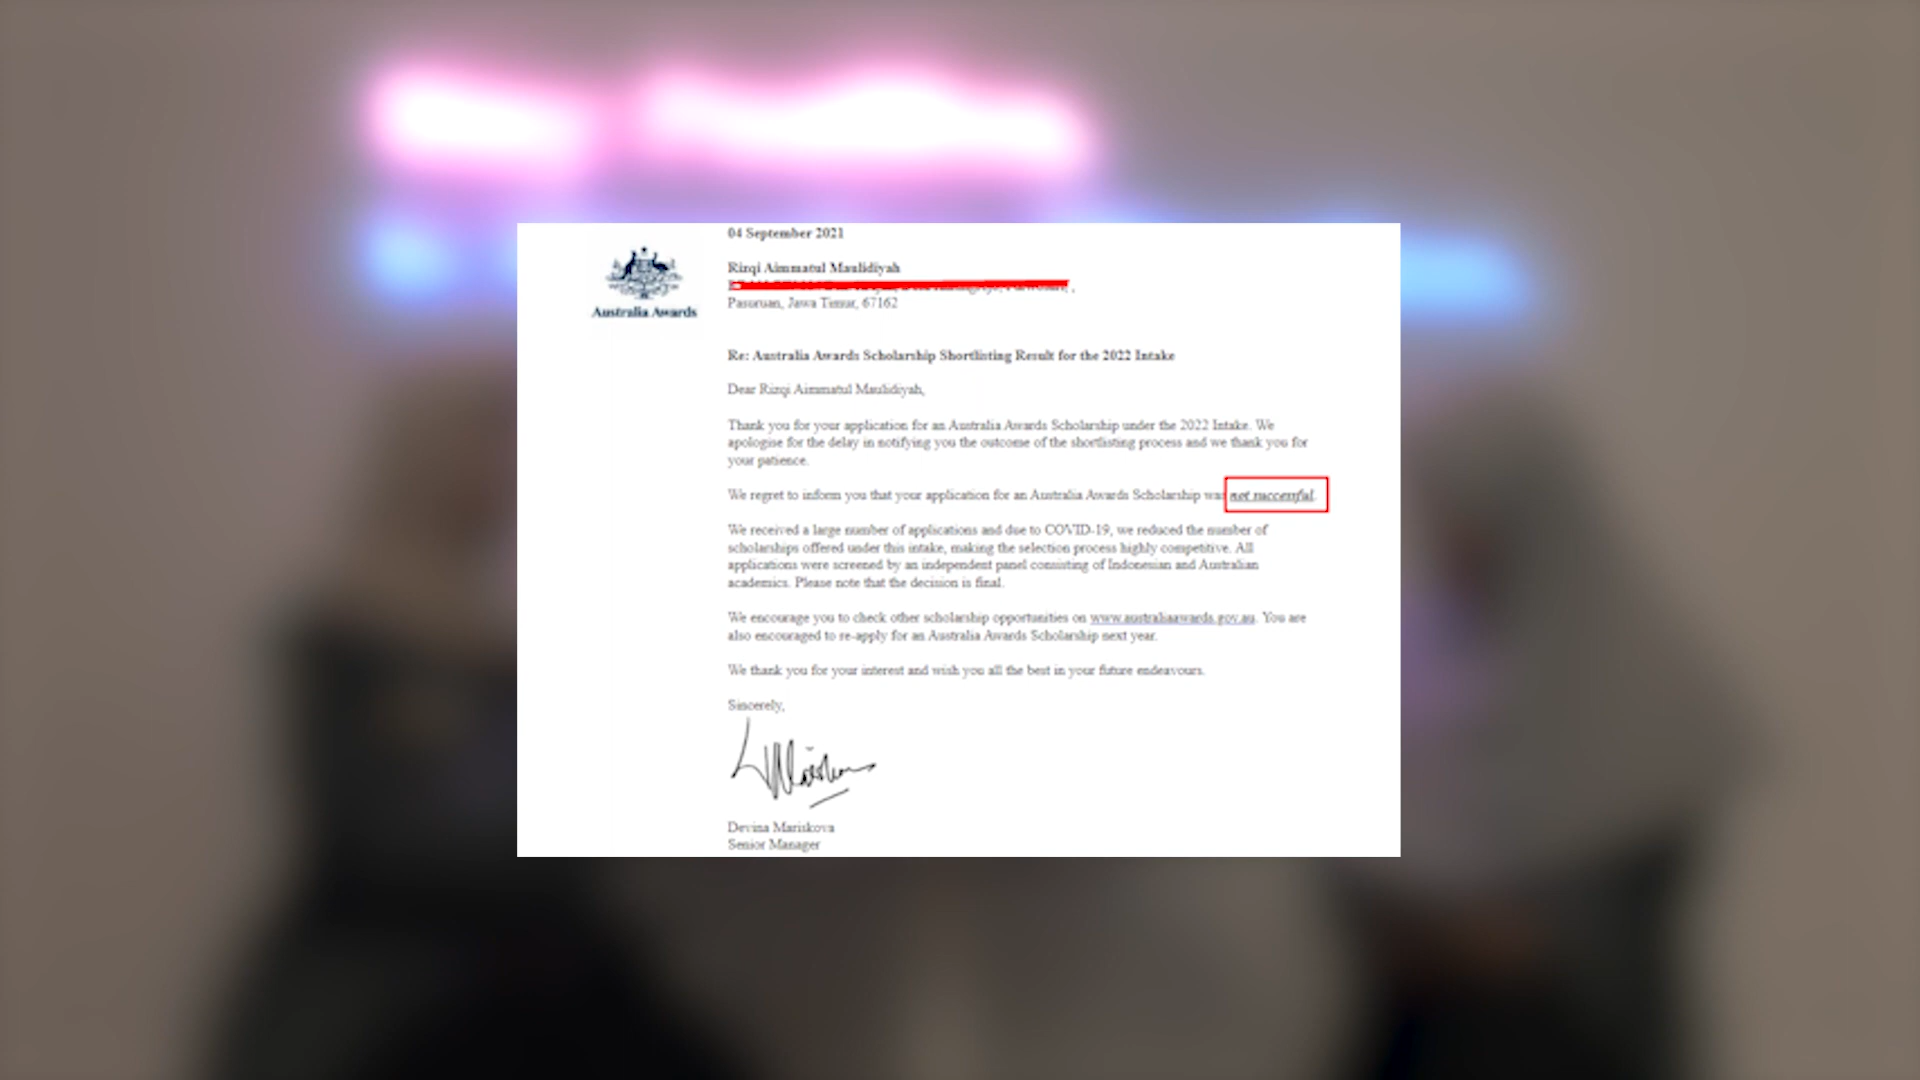 04 September 2021
Rizqi Aimmatul Maulidiyah
Pasuruan, Jawa Timur, 67162
Australia Awards
Re: Australia Awards Scholarship Shortlisting Result for the 2022 Intake
Dear Rizqi Aimmatul Maulidiyah,
Thank you for your application for an Australia Awards Scholarship under the 2022 Intake. We
apologise for the delay in notifying you the outcome of the shortlisting process and we thank you for
your patience.
We regret to inform you that your application for an Australia Awards Scholarship was not successful.
We received a large number of applications and due to COVID-19, we reduced the number of
scholarships offered under this intake, making the selection process highly competitive. All
applications were screened by an independent panel consisting of Indonesian and Australian
academics. Please note that the decision is final.
We encourage you to check other scholarship opportunities on www.australiaawards.gov.au. You are
also encouraged to re-apply for an Australia Awards Scholarship next year.
We thank you for your interest and wish you all the best in your future endeavours.
Sincerely,
Devina Mariskova
Senior Manager